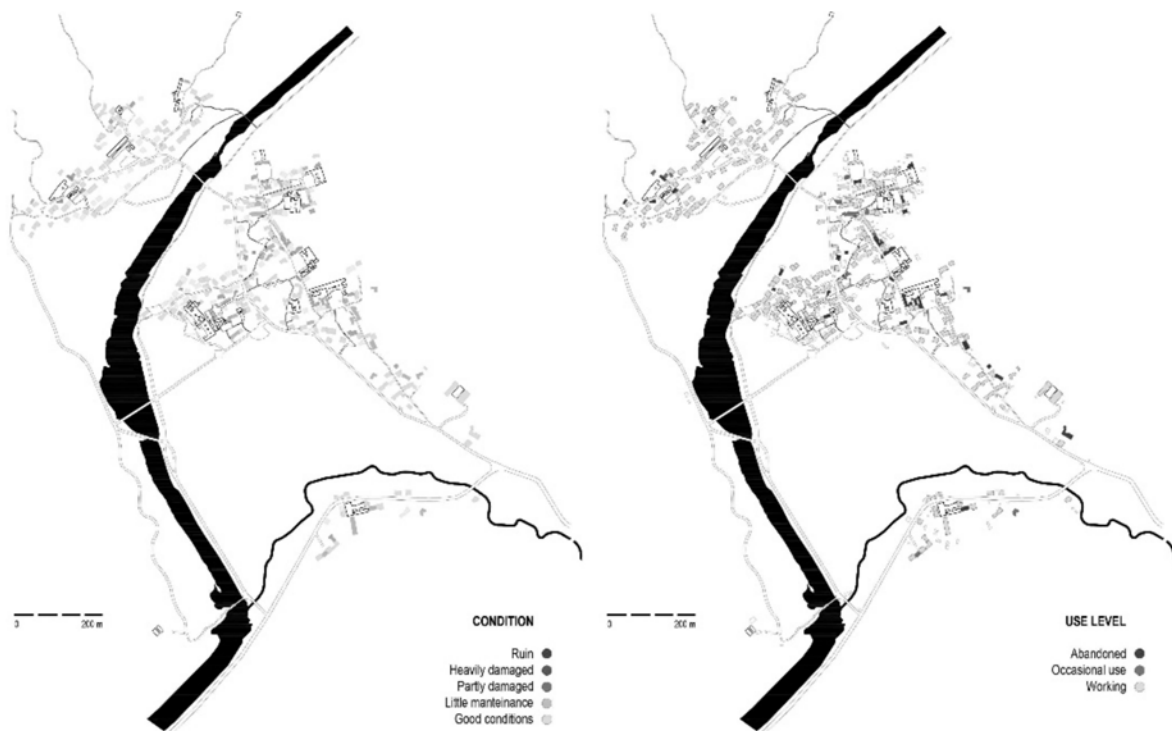 0 200 m
CONDITION
Ruin
Heavily damaged
Partly damaged
Little manteinance
Good conditions
0 200 m
USE LEVEL
Abandoned
Occasional use
Working